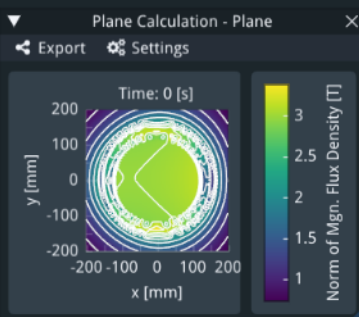 Plane Calculation - Plane
Export Settings
Time: 0 [s]
200
100
0
-100
-200
y [mm]
-200 -100 0 100 200
x [mm]
3
2.5
2
1.5
1
Norm of Mgn. Flux Density [T]